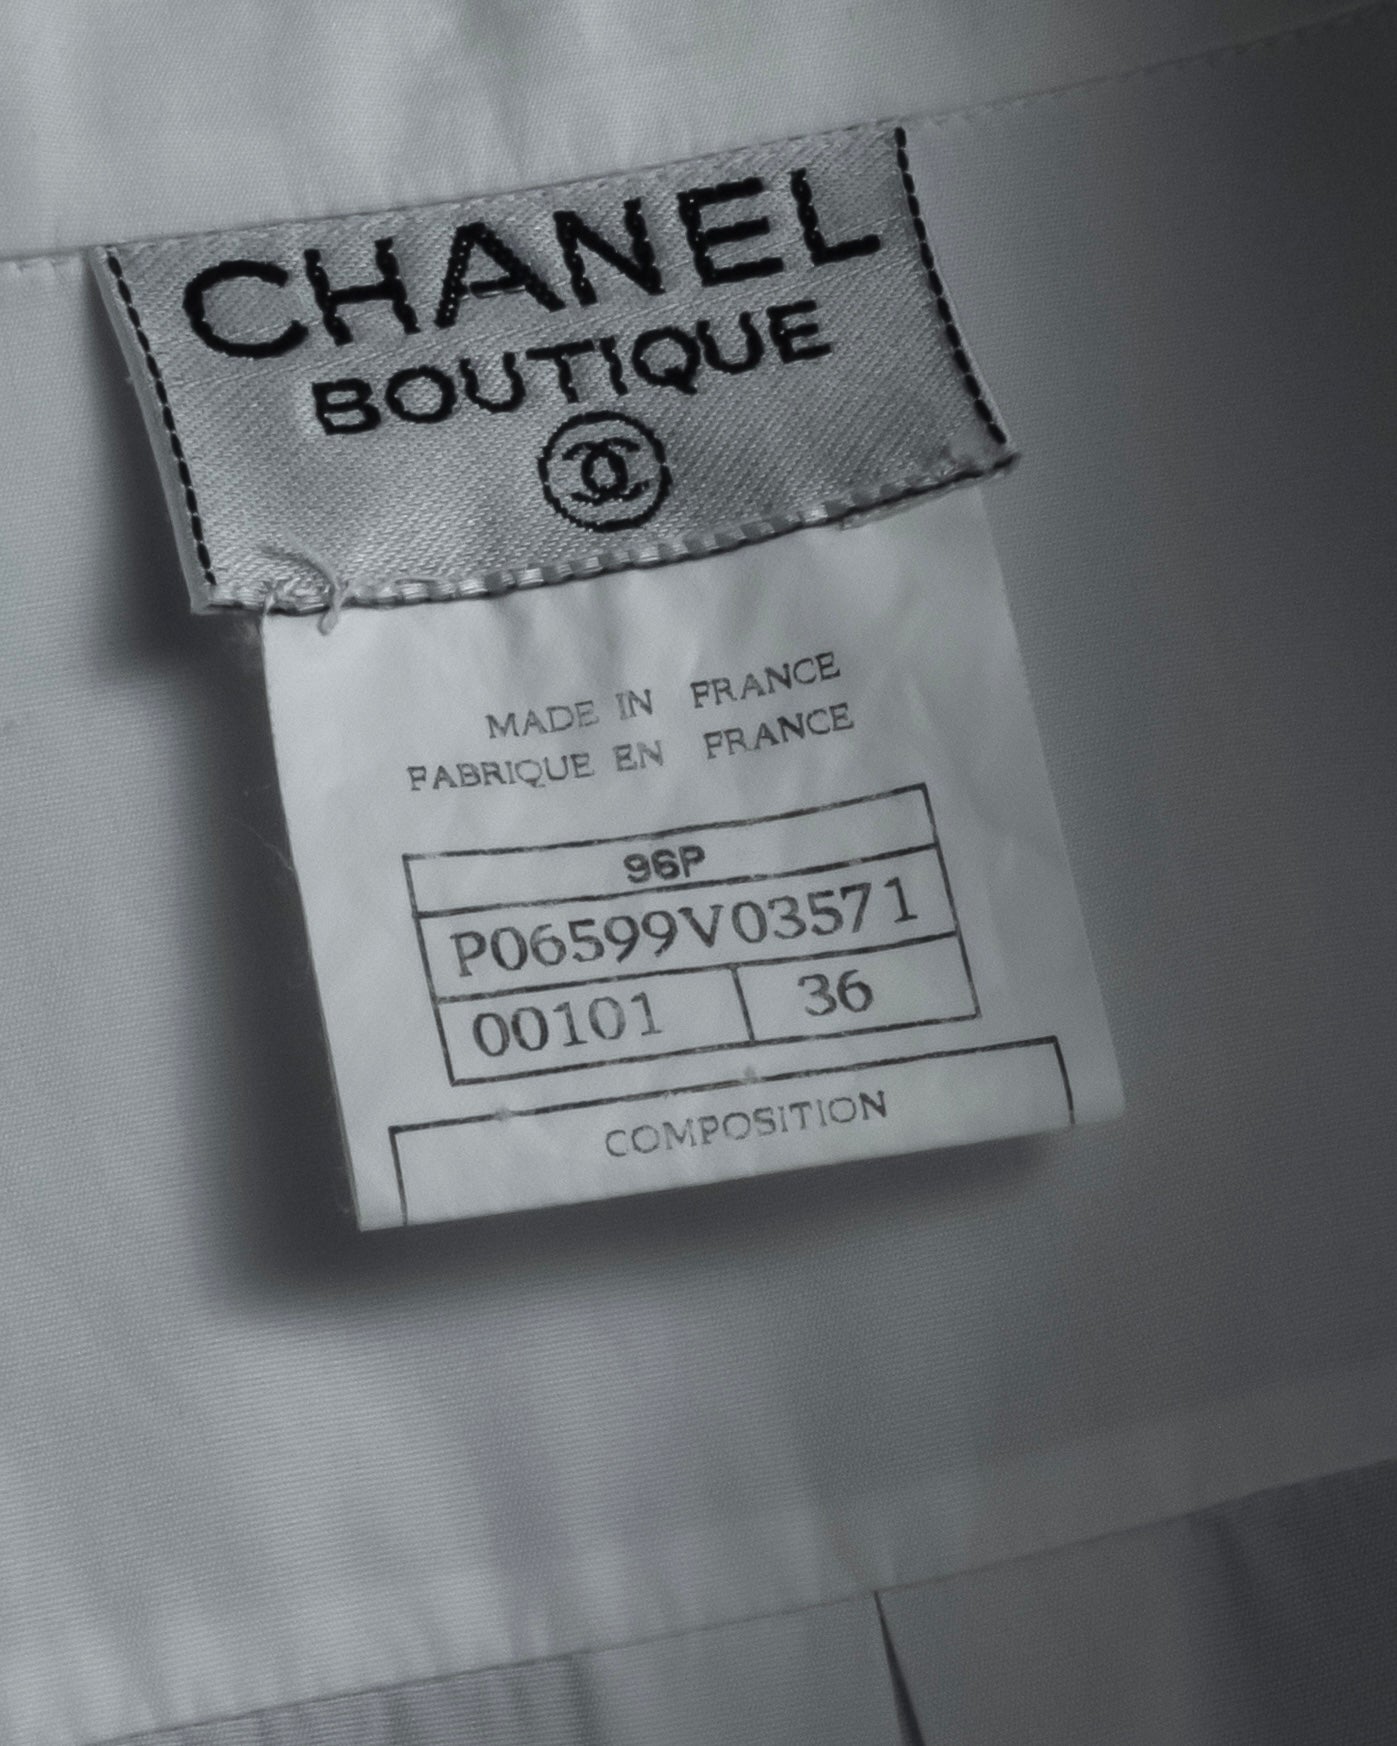 CHANEL
BOUTIQUE
MADE IN FRANCE
FABRIQUE EN FRANCE
96P
P06599V03571
00101 36
COMPOSITION